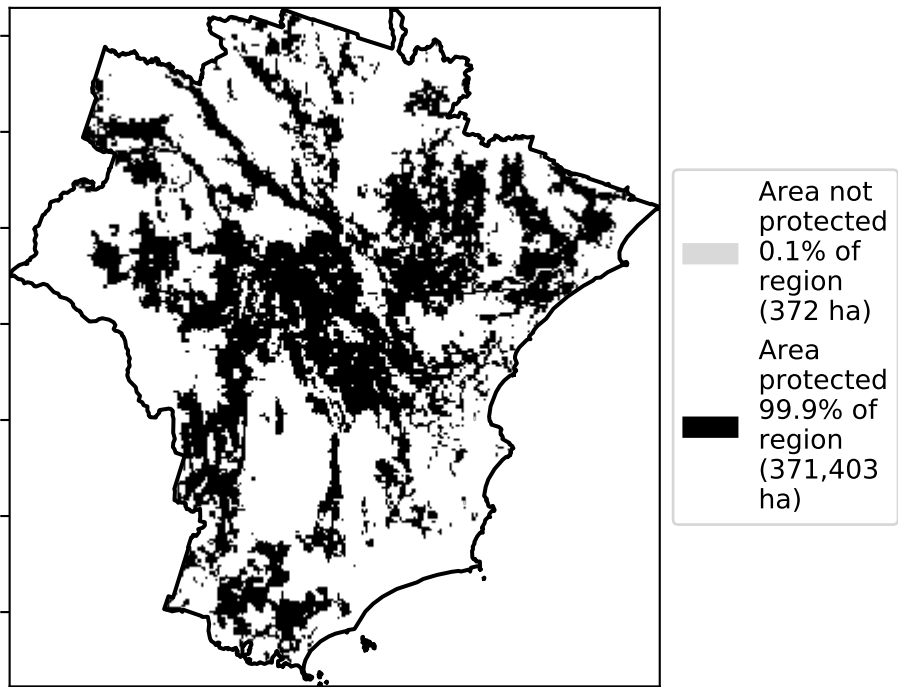 Area not
protected
0.1% of
region
(372 ha)
Area
protected
99.9% of
region
(371,403
ha)